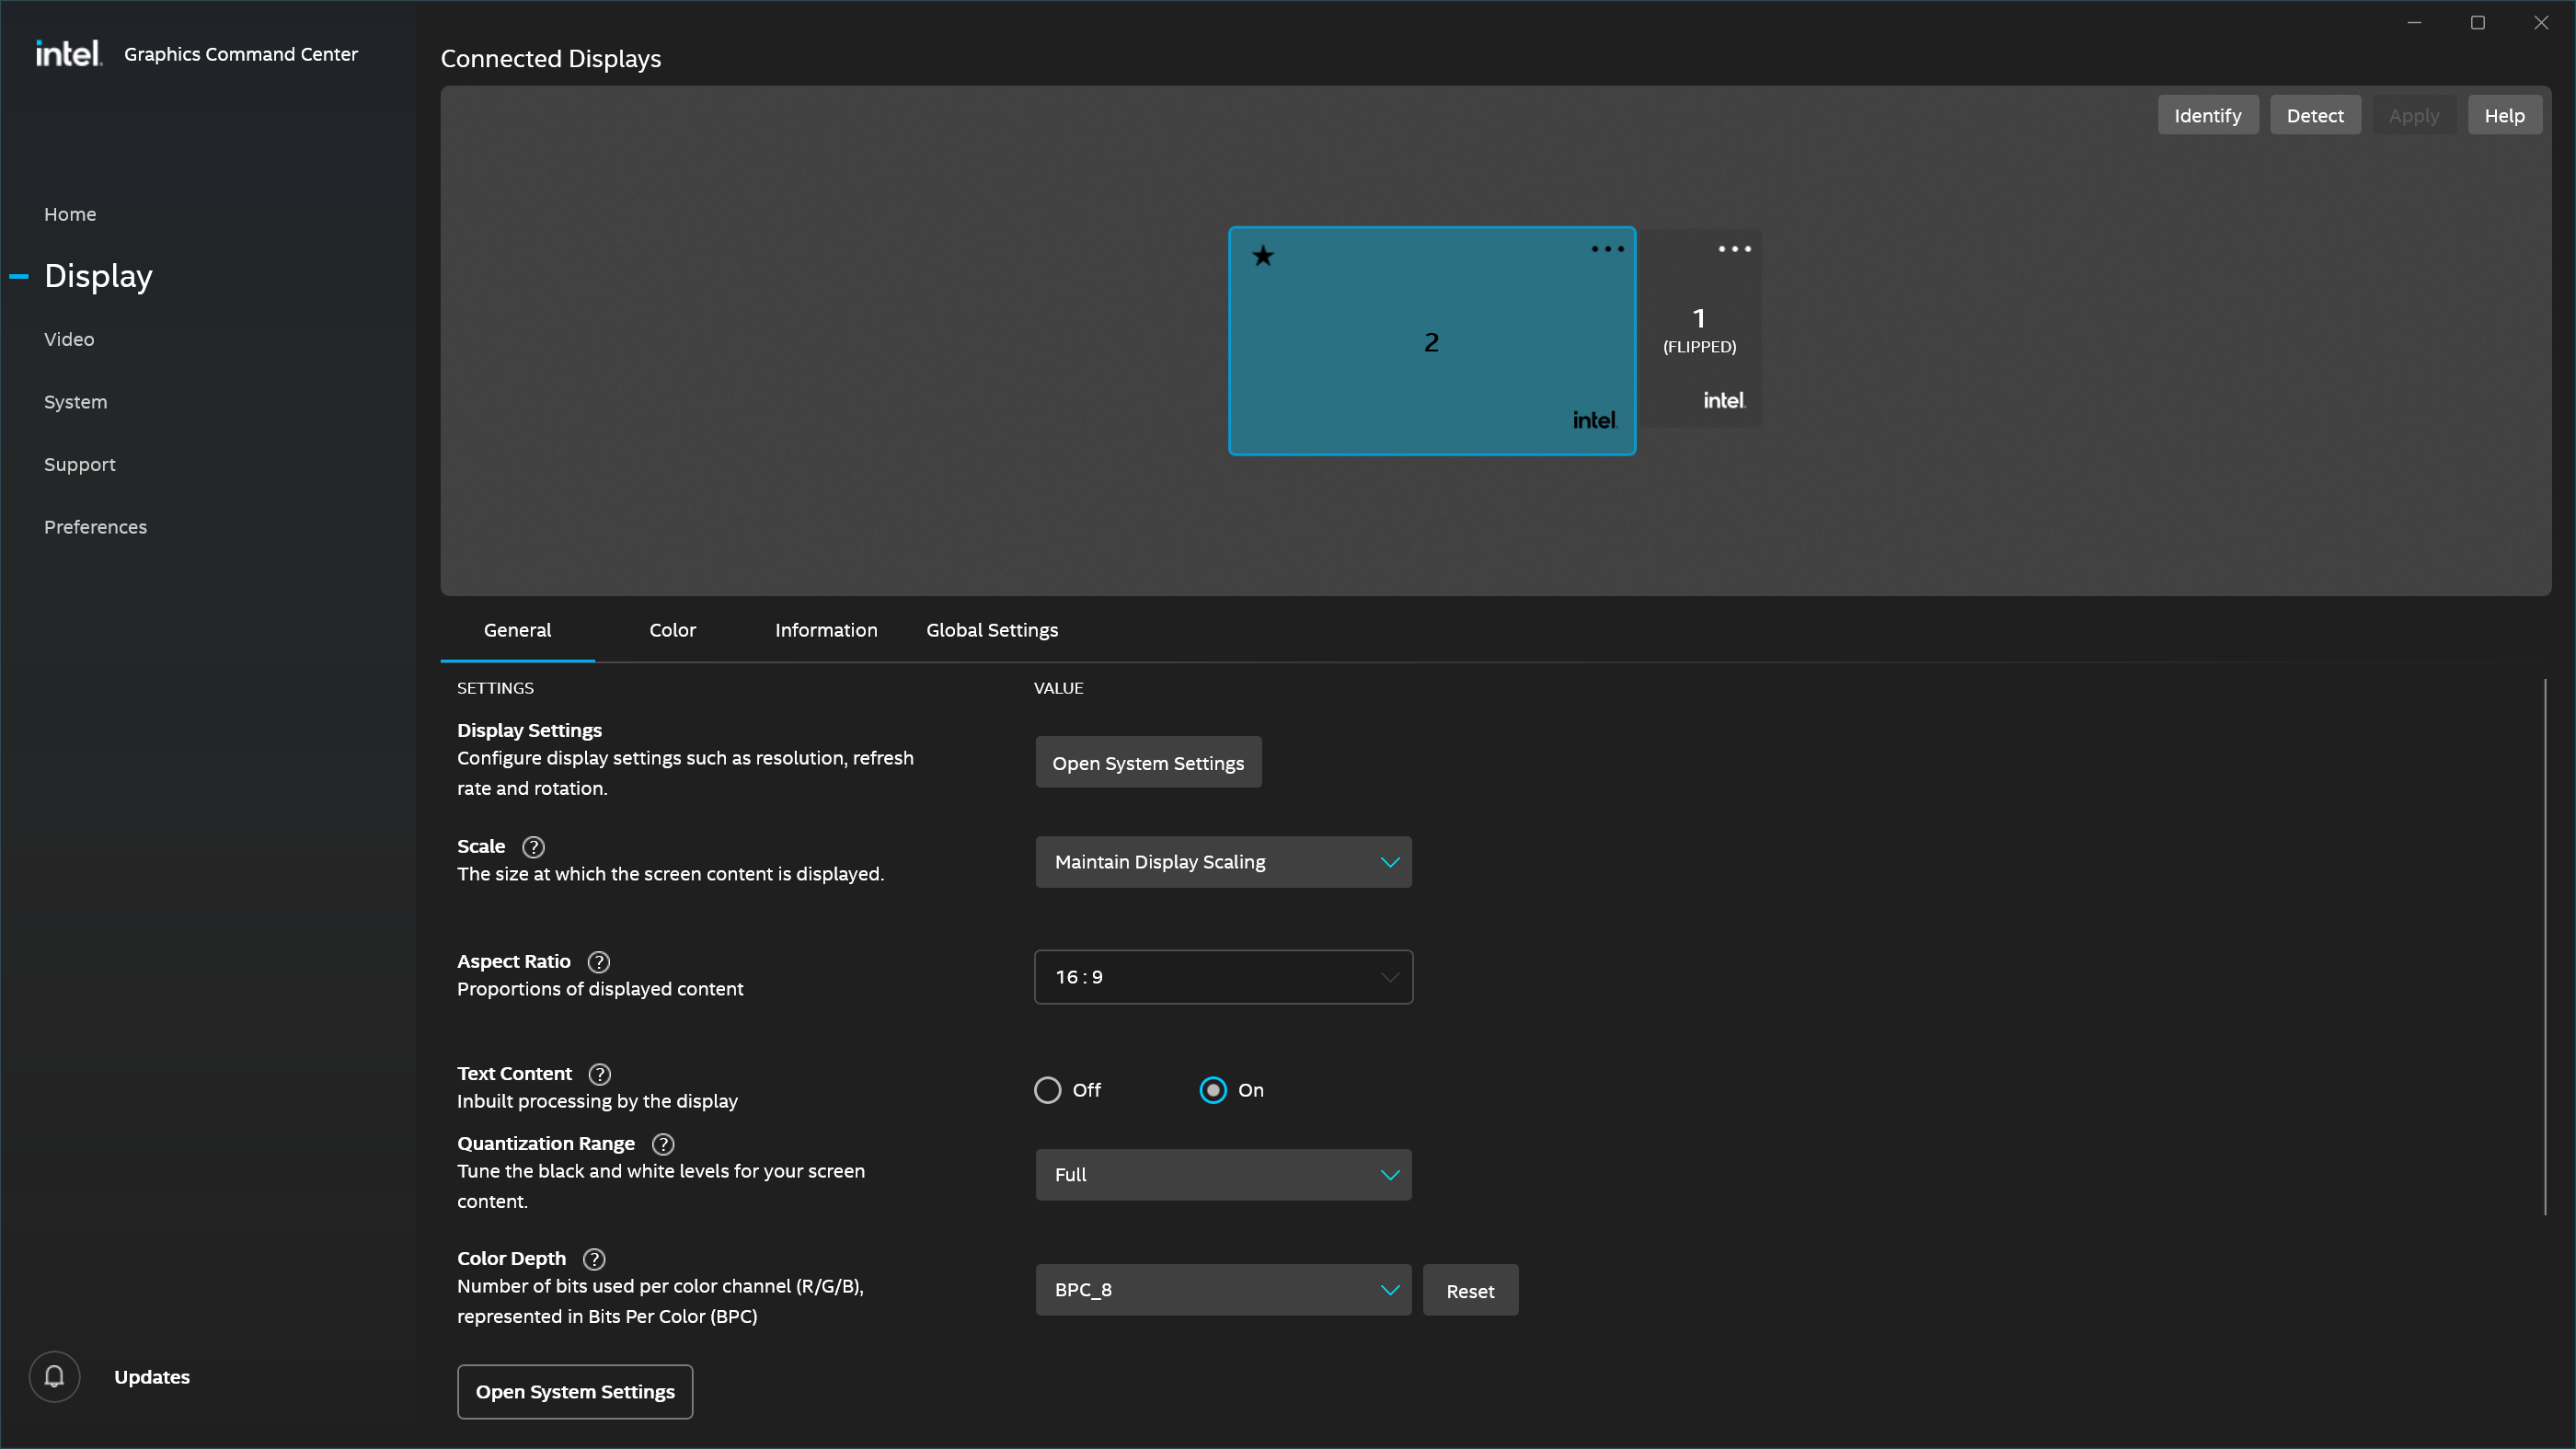 intel. Graphics Command Center
Home
Display
Video
System
Support
Preferences
Updates
Connected Displays
Identify Detect Apply Help
2
intel.
1
(FLIPPED)
intel.
General Color Information Global Settings
SETTINGS VALUE
Display Settings
Configure display settings such as resolution, refresh
rate and rotation.
Open System Settings
Scale ?
The size at which the screen content is displayed.
Maintain Display Scaling
Aspect Ratio ?
Proportions of displayed content
16 : 9
Text Content ?
Inbuilt processing by the display
Off On
Quantization Range ?
Tune the black and white levels for your screen
content.
Full
Color Depth ?
Number of bits used per color channel (R/G/B),
represented in Bits Per Color (BPC)
BPC_8 Reset
Open System Settings